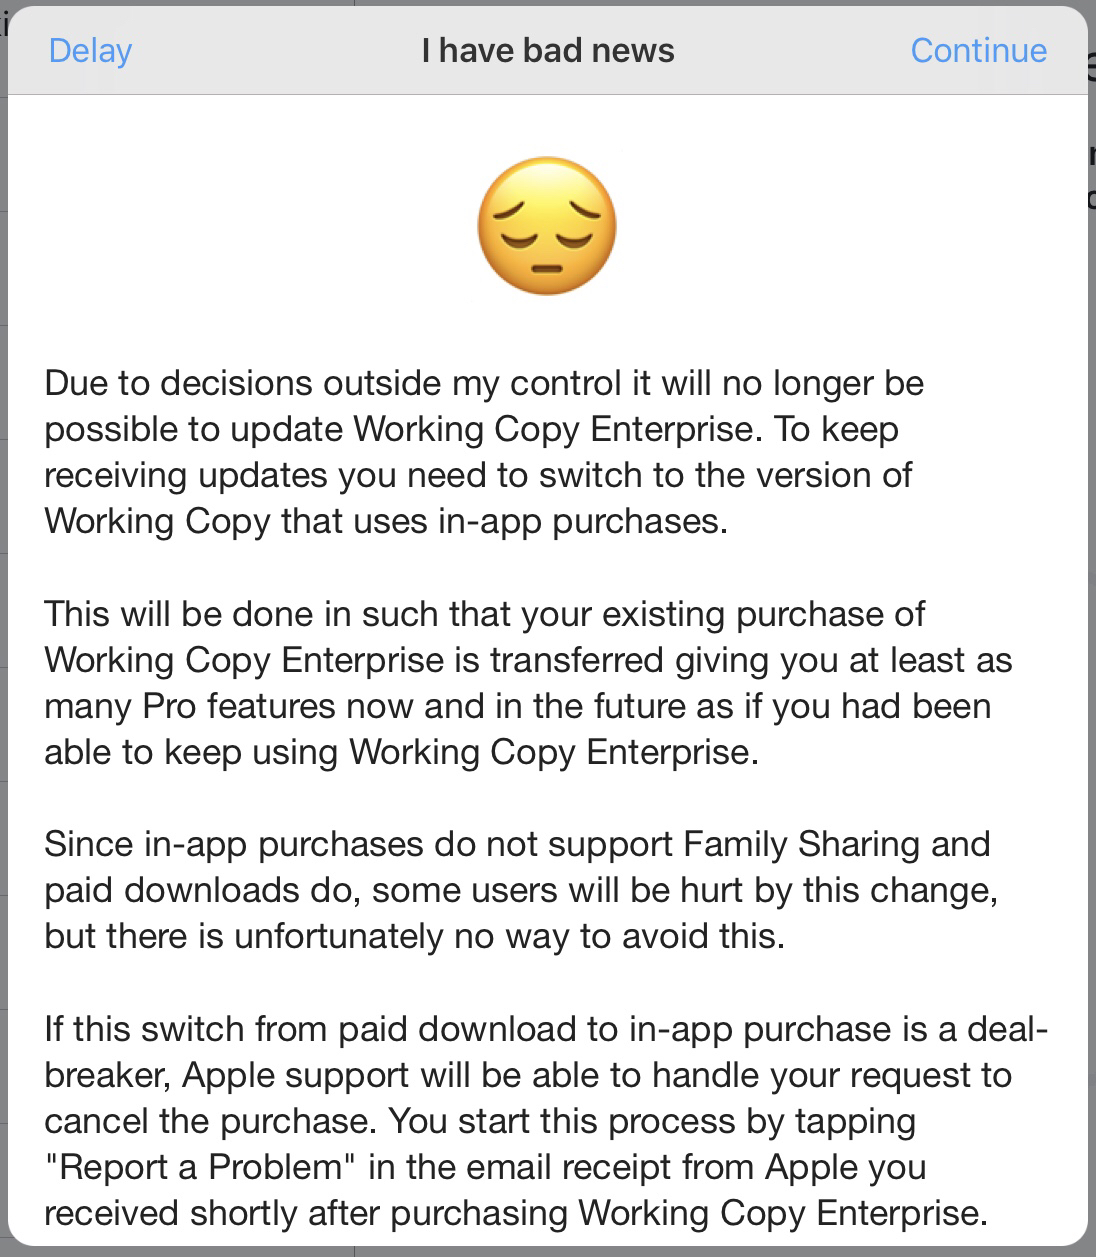 Delay
I have bad news
Continue
Due to decisions outside my control it will no longer be
possible to update Working Copy Enterprise. To keep
receiving updates you need to switch to the version of
Working Copy that uses in-app purchases.
This will be done in such that your existing purchase of
Working Copy Enterprise is transferred giving you at least as
many Pro features now and in the future as if you had been
able to keep using Working Copy Enterprise.
Since in-app purchases do not support Family Sharing and
paid downloads do, some users will be hurt by this change,
but there is unfortunately no way to avoid this.
If this switch from paid download to in-app purchase is a deal-
breaker, Apple support will be able to handle your request to
cancel the purchase. You start this process by tapping
"Report a Problem" in the email receipt from Apple you
received shortly after purchasing Working Copy Enterprise.